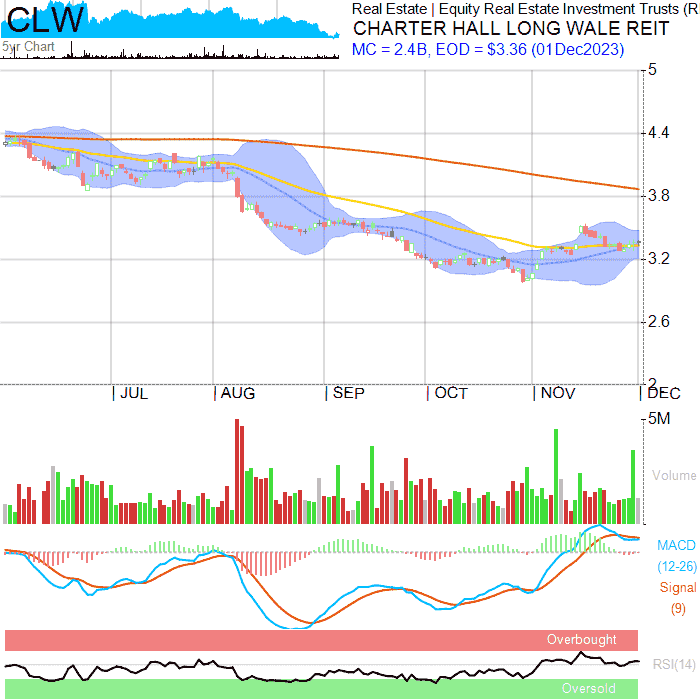 CLW
5yr Chart
Real Estate | Equity Real Estate Investment Trusts (R
CHARTER HALL LONG WALE REIT
MC = 2.4B, EOD = $3.36 (01Dec2023)
5
4.4
3.8
3.2
2.6
2
JUL
AUG
SEP
OCT
NOV
DEC
5M
Volume
MACD
(12-26)
Signal
(9)
Overbought
RSI(14)
Oversold